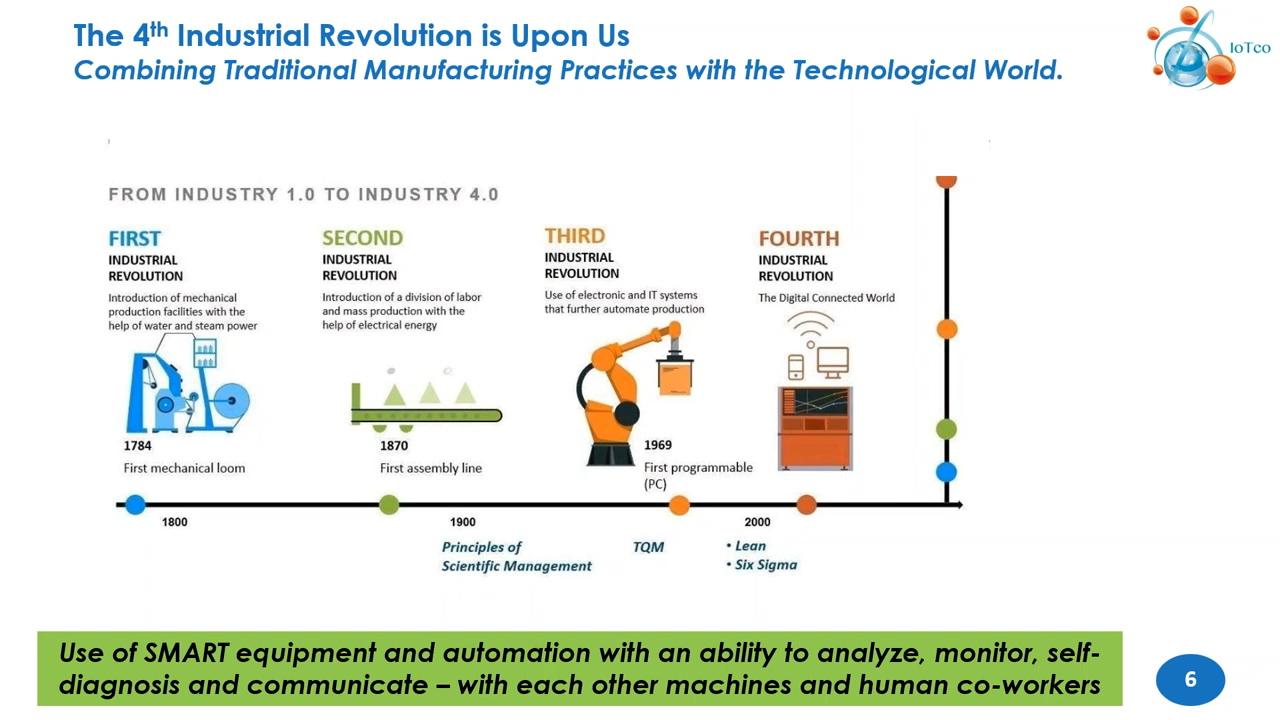 The 4th Industrial Revolution is Upon Us
Combining Traditional Manufacturing Practices with the Technological World.
IoTco
FROM INDUSTRY 1.0 TO INDUSTRY 4.0
FIRST
INDUSTRIAL
REVOLUTION
Introduction of mechanical
production facilities with the
help of water and steam power
1784
First mechanical loom
SECOND
INDUSTRIAL
REVOLUTION
Introduction of a division of labor
and mass production with the
help of electrical energy
1870
First assembly line
THIRD
INDUSTRIAL
REVOLUTION
Use of electronic and IT systems
that further automate production
1969
First programmable
(PC)
FOURTH
INDUSTRIAL
REVOLUTION
The Digital Connected World
1800
1900
2000
Principles of
Scientific Management
TQM
• Lean
• Six Sigma
Use of SMART equipment and automation with an ability to analyze, monitor, self-
diagnosis and communicate – with each other machines and human co-workers
6